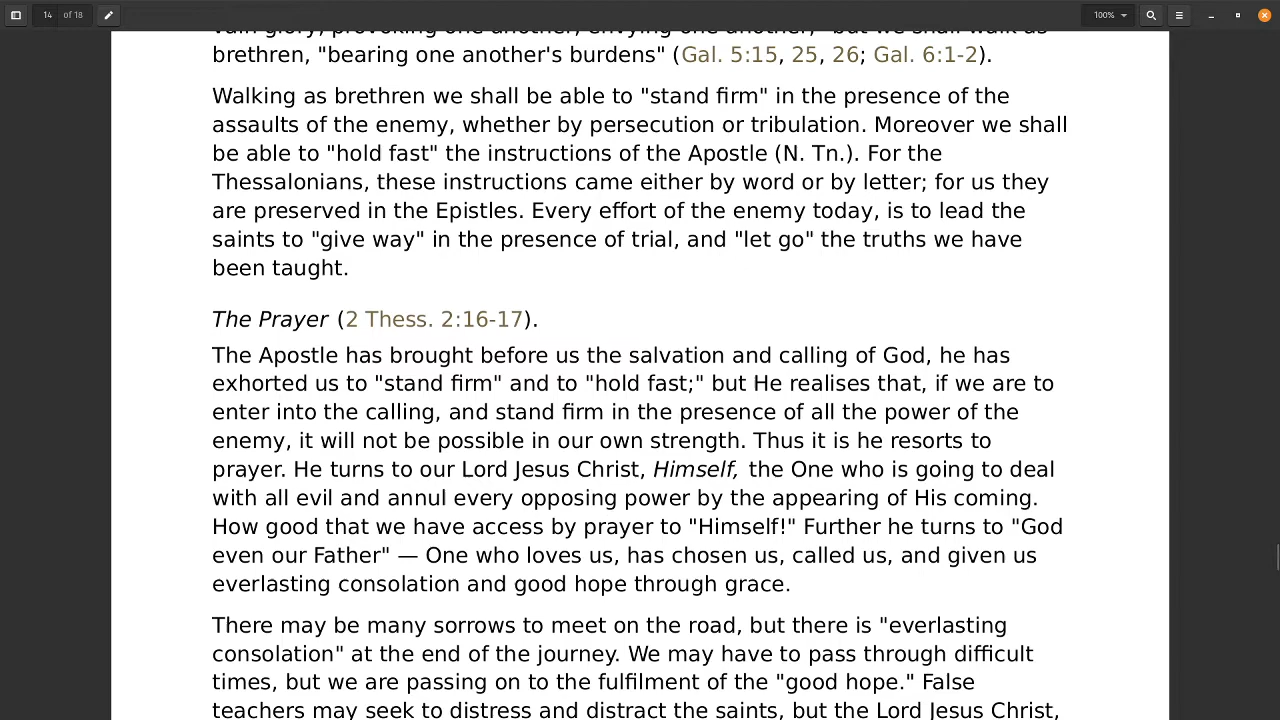 14 of 18
100%
vain glory, provoking one another, envying one another," but we shall walk as
brethren, "bearing one another's burdens" (Gal. 5:15, 25, 26; Gal. 6:1-2).
Walking as brethren we shall be able to "stand firm" in the presence of the
assaults of the enemy, whether by persecution or tribulation. Moreover we shall
be able to "hold fast" the instructions of the Apostle (N. Tn.). For the
Thessalonians, these instructions came either by word or by letter; for us they
are preserved in the Epistles. Every effort of the enemy today, is to lead the
saints to "give way" in the presence of trial, and "let go" the truths we have
been taught.
The Prayer (2 Thess. 2:16-17).
The Apostle has brought before us the salvation and calling of God, he has
exhorted us to "stand firm" and to "hold fast;" but He realises that, if we are to
enter into the calling, and stand firm in the presence of all the power of the
enemy, it will not be possible in our own strength. Thus it is he resorts to
prayer. He turns to our Lord Jesus Christ, Himself, the One who is going to deal
with all evil and annul every opposing power by the appearing of His coming.
How good that we have access by prayer to "Himself!" Further he turns to "God
even our Father" — One who loves us, has chosen us, called us, and given us
everlasting consolation and good hope through grace.
There may be many sorrows to meet on the road, but there is "everlasting
consolation" at the end of the journey. We may have to pass through difficult
times, but we are passing on to the fulfilment of the "good hope." False
teachers may seek to distress and distract the saints, but the Lord Jesus Christ,